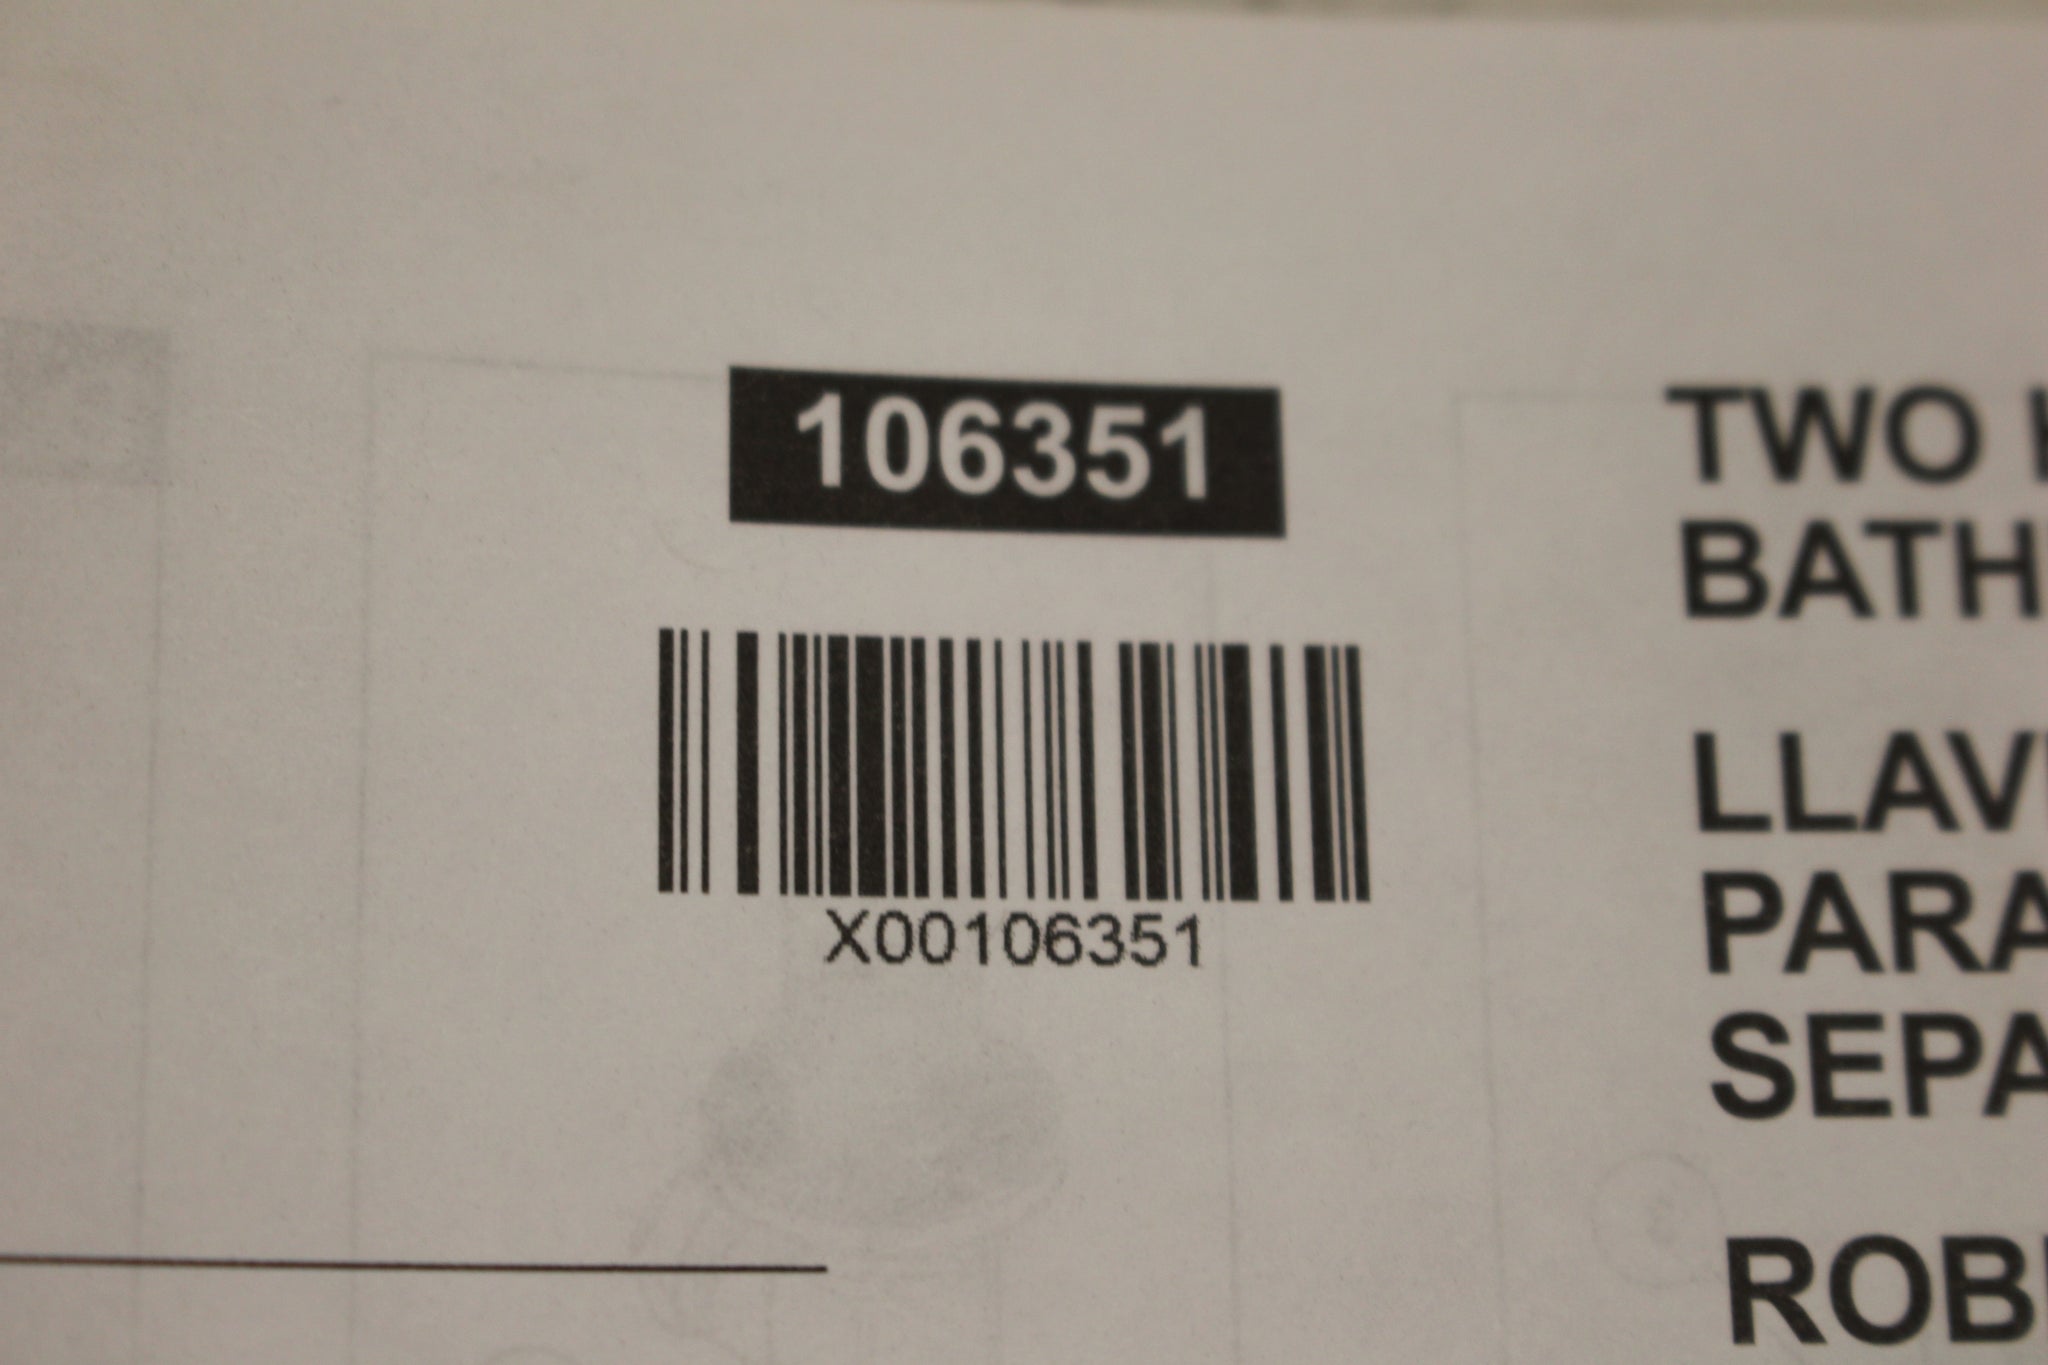 106351
X00106351
TWO
BATH
LLAV
PARA
SEPA
ROB